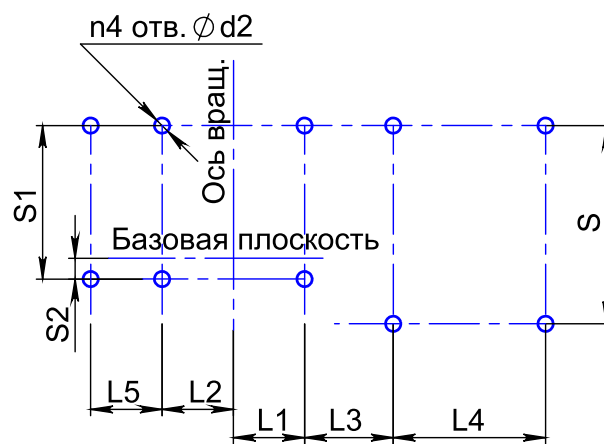 n4 отв. ∅ d2
Ось вращ.
S1
S
Базовая плоскость
S2
L5
L2
L1
L3
L4